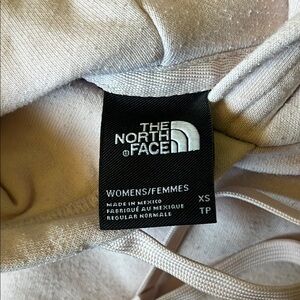 THE
NORTH
FACE
WOMENS/FEMMES
MADE IN MEXICO XS
FABRIQUÉ AU MEXIQUE TP
REGULAR NORMALE